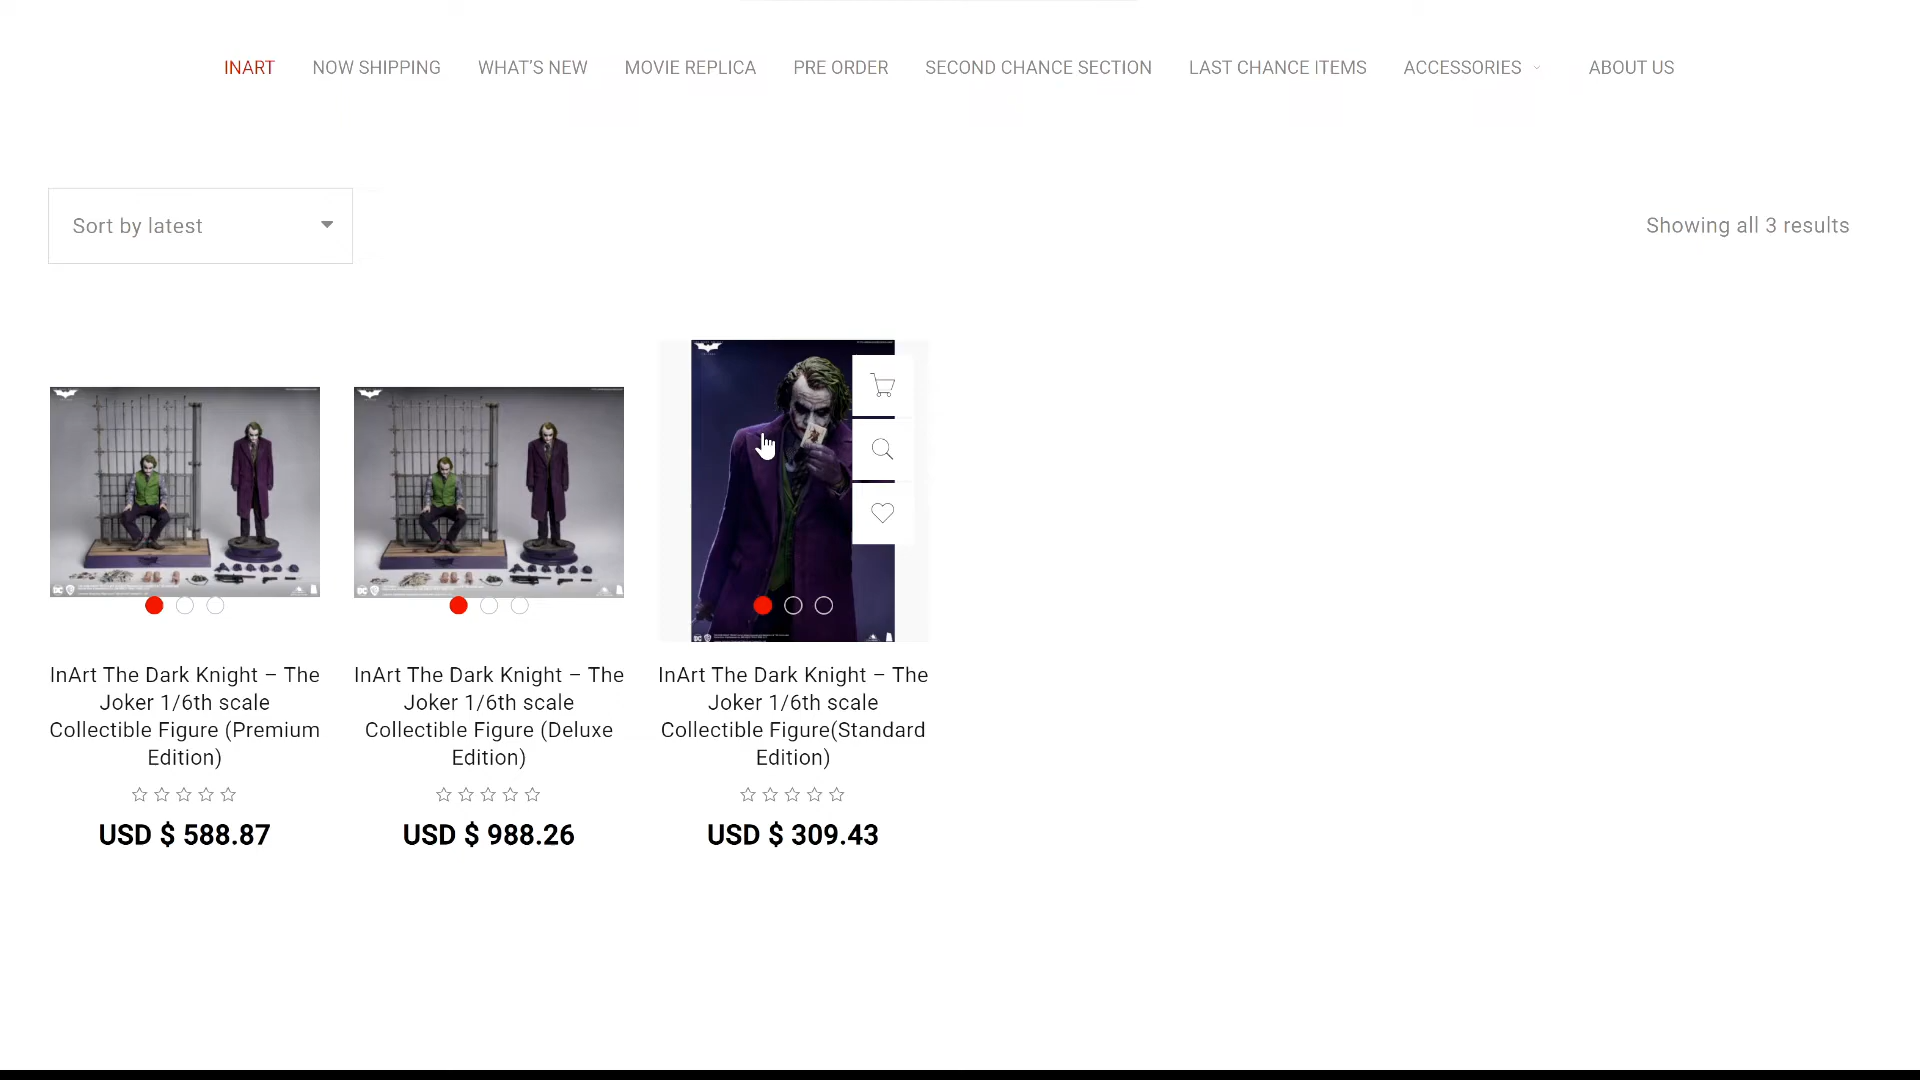 INART NOW SHIPPING WHAT’S NEW MOVIE REPLICA PRE ORDER SECOND CHANCE SECTION LAST CHANCE ITEMS ACCESSORIES ABOUT US
Sort by latest
Showing all 3 results
InArt The Dark Knight – The
Joker 1/6th scale
Collectible Figure (Premium
Edition)
USD $ 588.87
InArt The Dark Knight – The
Joker 1/6th scale
Collectible Figure (Deluxe
Edition)
USD $ 988.26
InArt The Dark Knight – The
Joker 1/6th scale
Collectible Figure(Standard
Edition)
USD $ 309.43